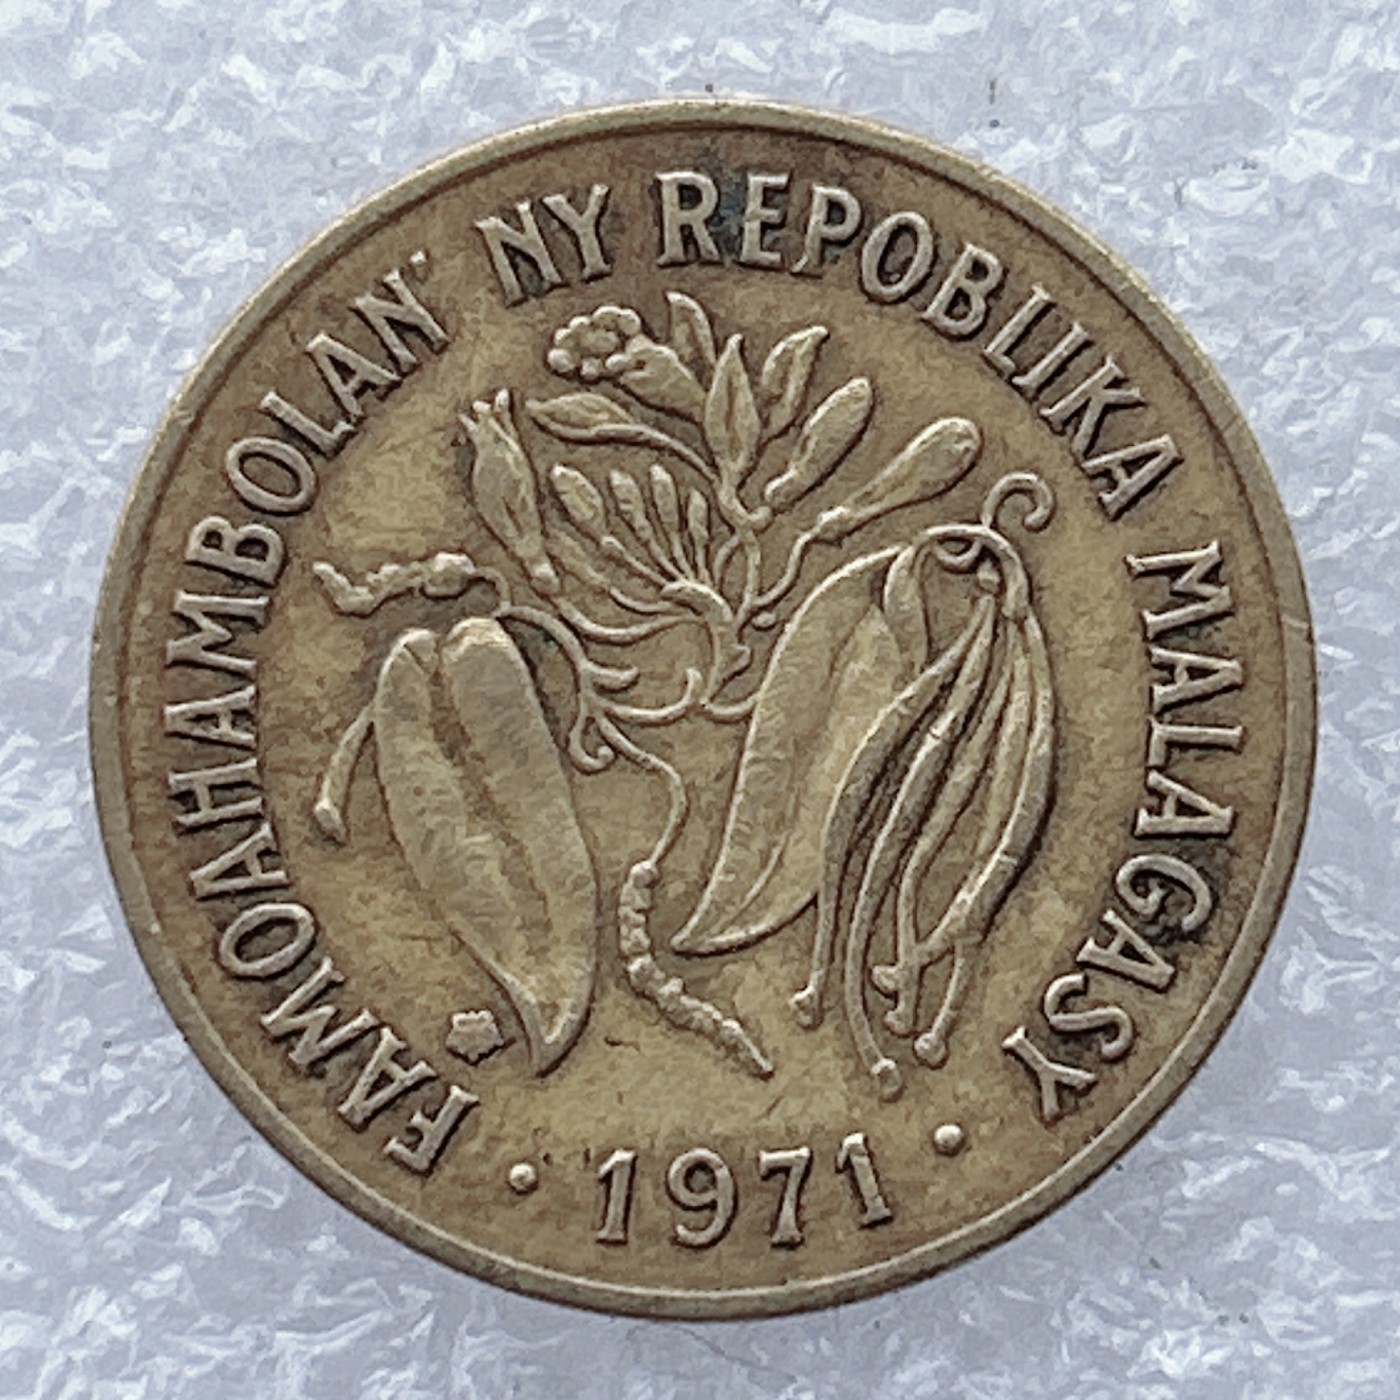 FAMOAHAMBOLAN' NY REPOBLIKA MALAGASY
· 1971 ·